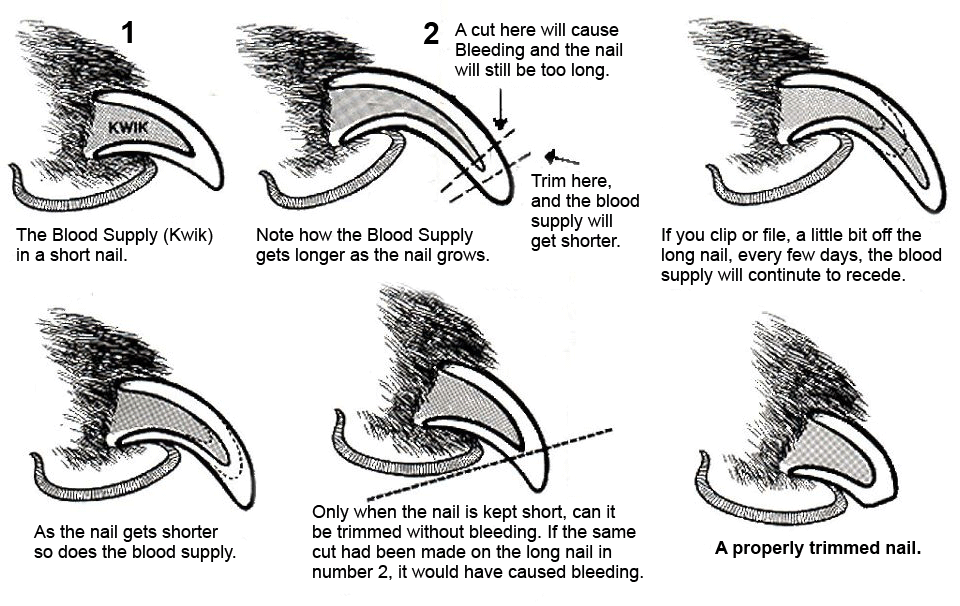 1
KWIK
The Blood Supply (Kwik)
in a short nail.
2
A cut here will cause
Bleeding and the nail
will still be too long.
Trim here,
and the blood
supply will
get shorter.
Note how the Blood Supply
gets longer as the nail grows.
If you clip or file, a little bit off the
long nail, every few days, the blood
supply will continute to recede.
As the nail gets shorter
so does the blood supply.
Only when the nail is kept short, can it
be trimmed without bleeding. If the same
cut had been made on the long nail in
number 2, it would have caused bleeding.
A properly trimmed nail.